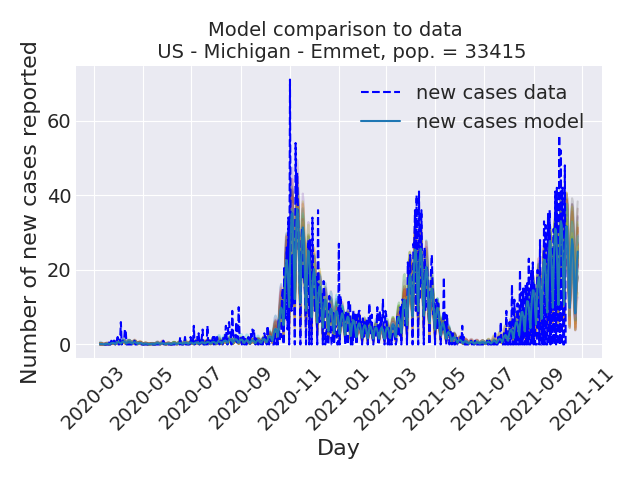 Model comparison to data
US - Michigan - Emmet, pop. = 33415
Number of new cases reported
60
40
20
0
new cases data
new cases model
2020-03
2020-05
2020-07
2020-09
2020-11
2021-01
2021-03
2021-05
2021-07
2021-09
2021-11
Day